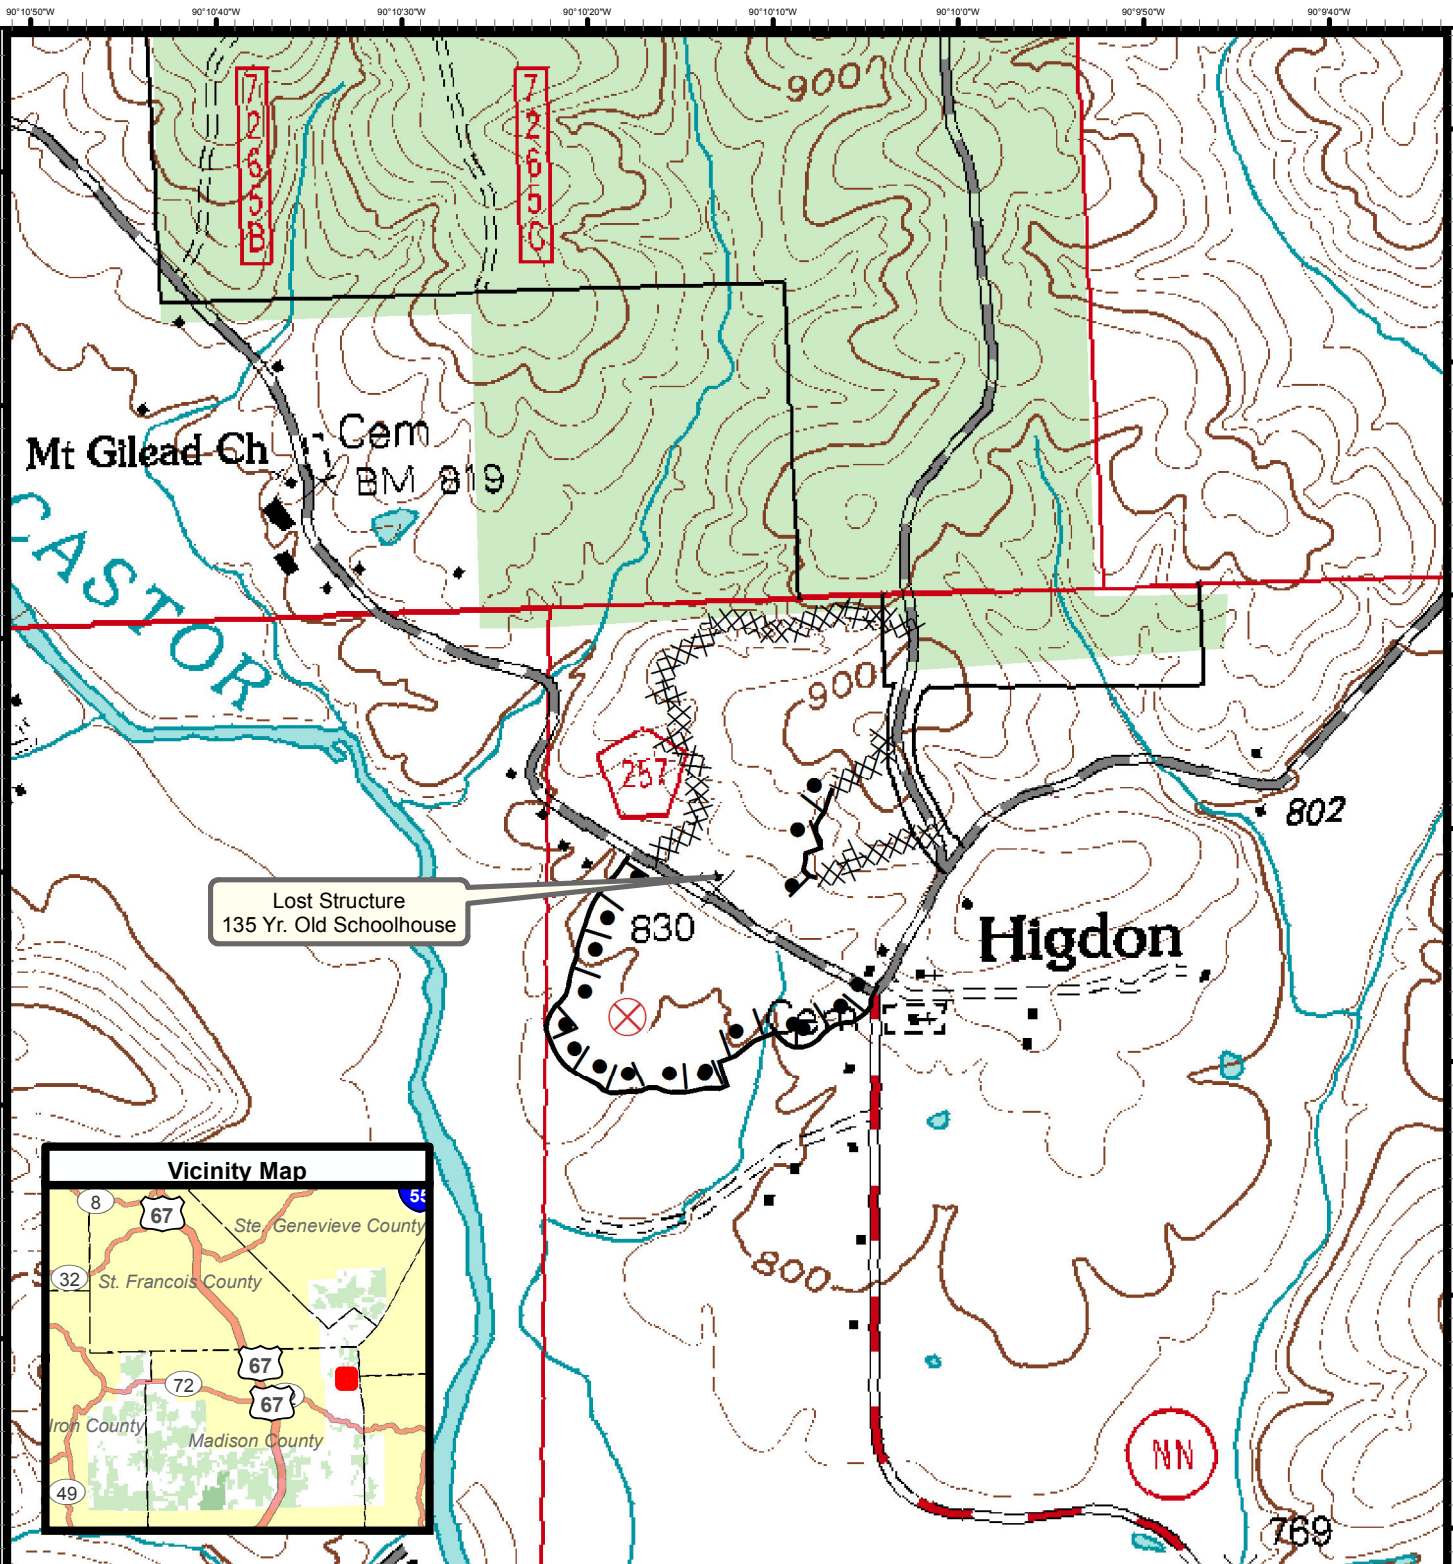 90°10'50"W
90°10'40"W
90°10'30"W
90°10'20"W
90°10'10"W
90°10'0"W
90°9'50"W
90°9'40"W
7265B
7265C
900
Mt Gilead Ch
Cem
BM 819
CASTOR
900
257
802
Lost Structure
135 Yr. Old Schoolhouse
830
Higdon
Cem
800
NN
769
Vicinity Map
8
67
55
Ste. Genevieve County
32
St. Francois County
67
72
67
Iron County
Madison County
49